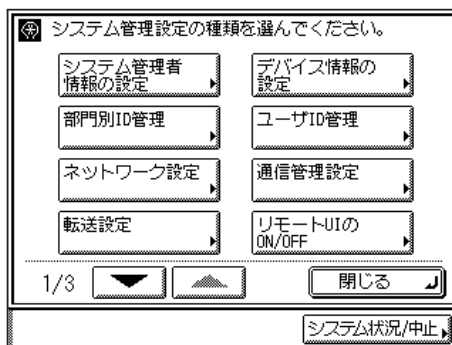 システム管理設定の種類を選んでください。
システム管理者
情報の設定
デバイス情報の
設定
部門別ID管理
ユーザID管理
ネットワーク設定
通信管理設定
転送設定
リモートUIの
ON/OFF
1/3
閉じる
システム状況/中止